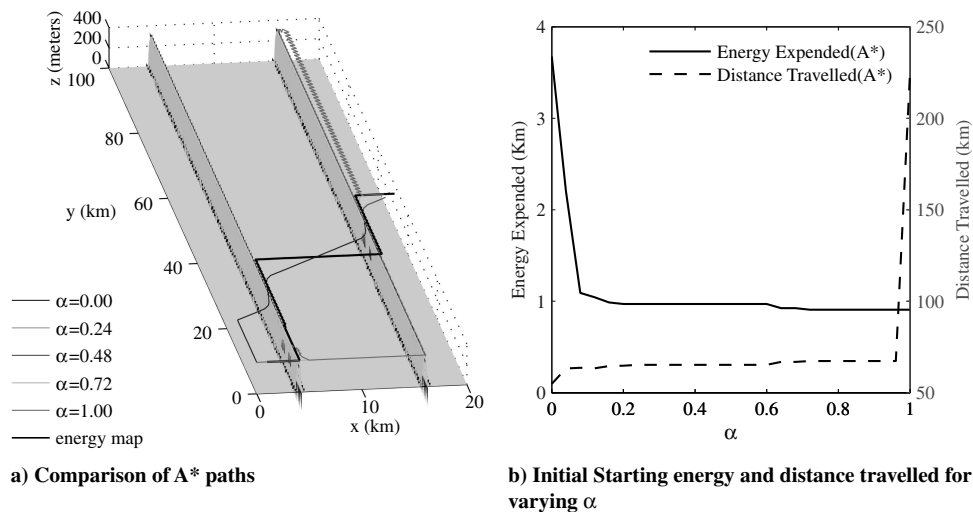 400
200
0
z (meters)
100
80
60
40
20
0
y (km)
0
10
20
x (km)
α=0.00
α=0.24
α=0.48
α=0.72
α=1.00
energy map
a) Comparison of A* paths
4
3
2
1
0
Energy Expended (Km)
Energy Expended(A*)
Distance Travelled(A*)
250
200
150
100
50
Distance Travelled (km)
0
0.2
0.4
0.6
0.8
1
α
b) Initial Starting energy and distance travelled for
varying α